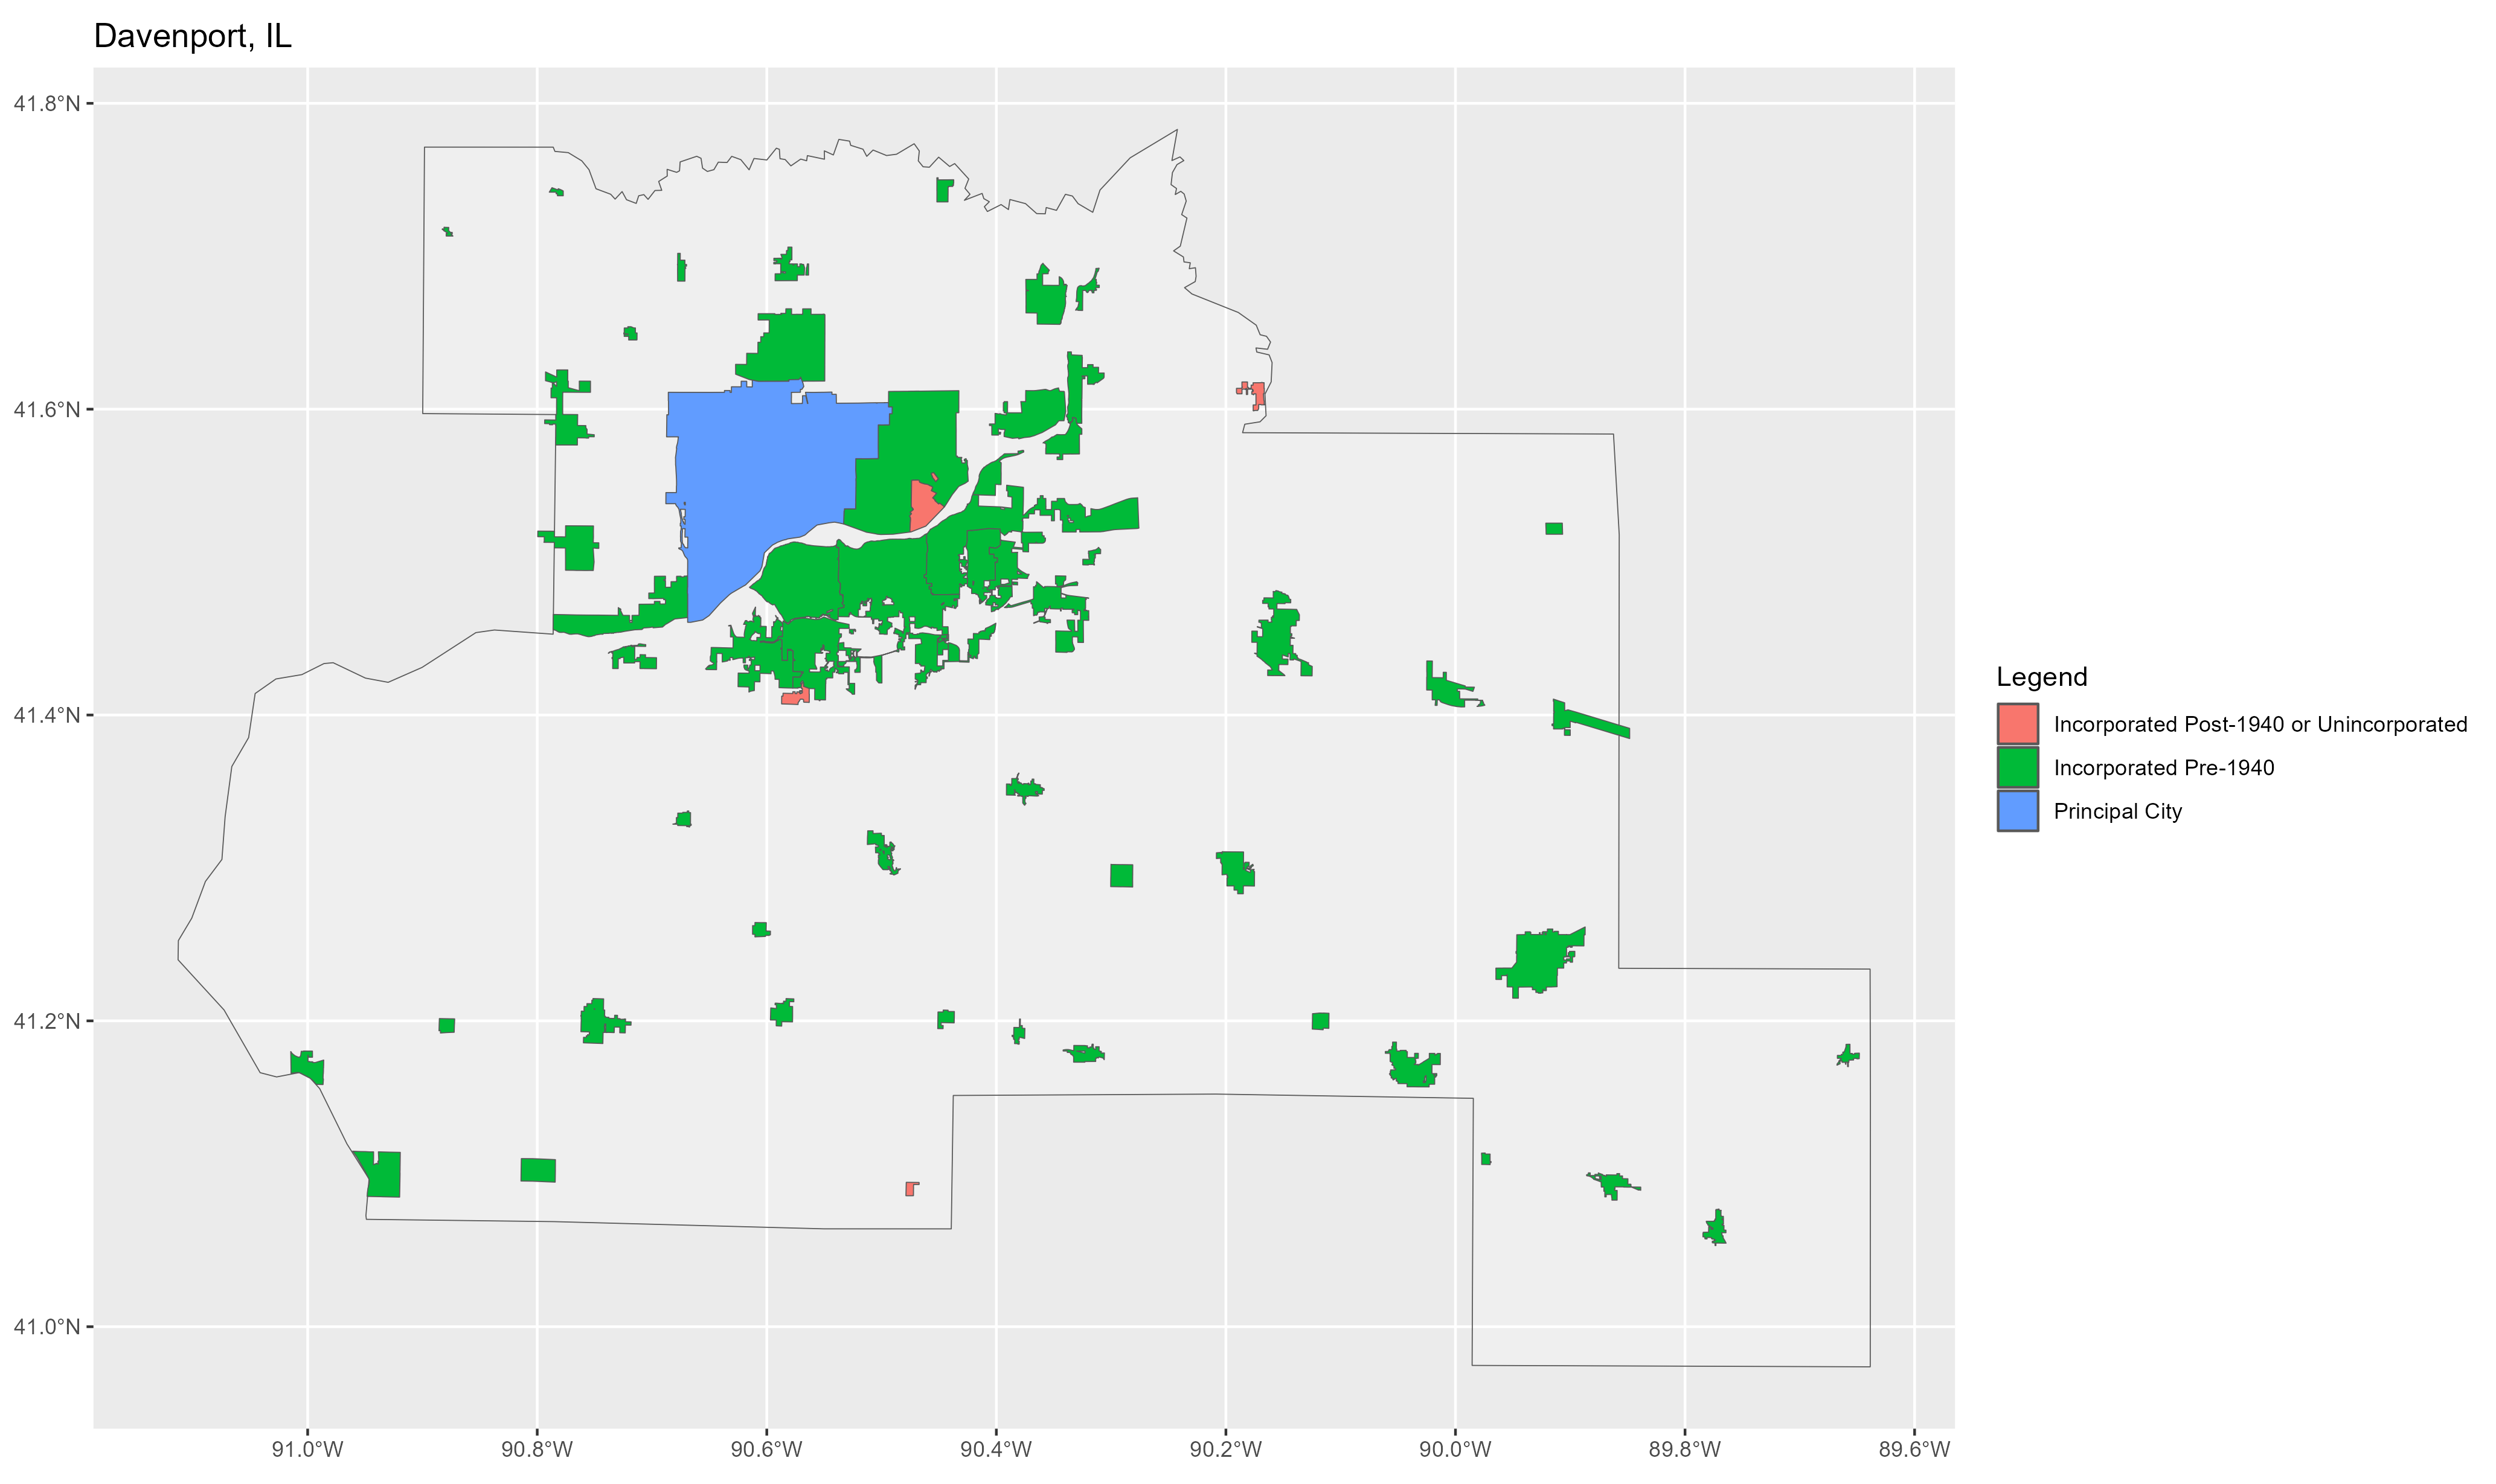 Davenport, IL
41.8°N
41.6°N
41.4°N
41.2°N
41.0°N
91.0°W
90.8°W
90.6°W
90.4°W
90.2°W
90.0°W
89.8°W
89.6°W
Legend
Incorporated Post-1940 or Unincorporated
Incorporated Pre-1940
Principal City